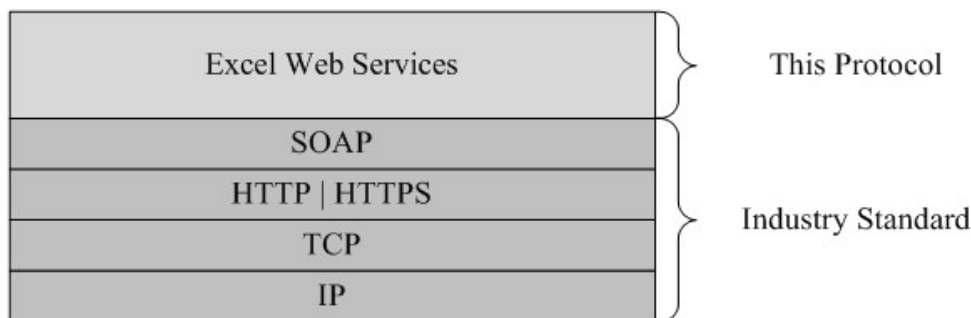 Excel Web Services
This Protocol
SOAP
HTTP | HTTPS
TCP
IP
Industry Standard